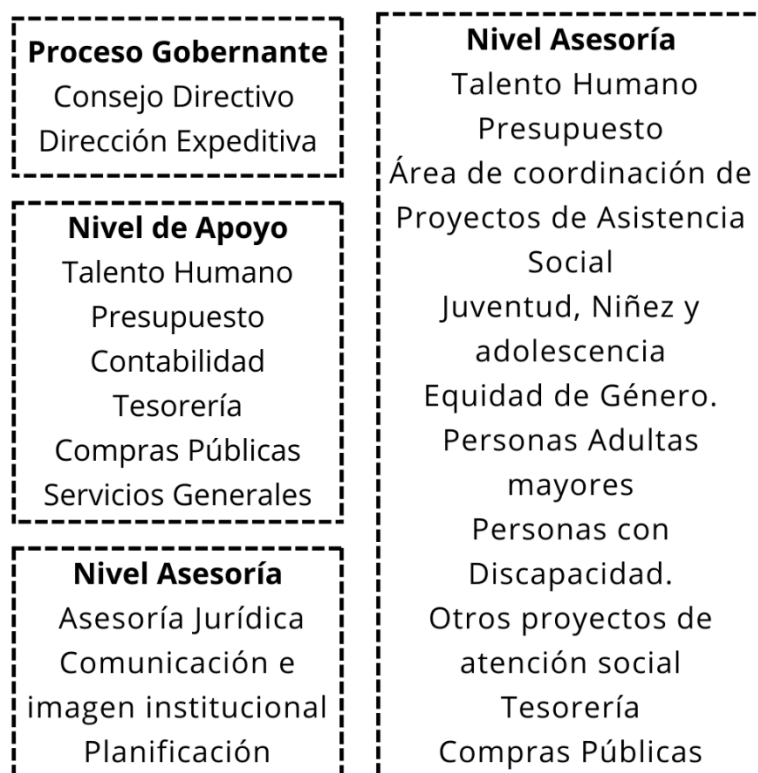 Proceso Gobernante
Consejo Directivo
Dirección Expeditiva
Nivel de Apoyo
Talento Humano
Presupuesto
Contabilidad
Tesorería
Compras Públicas
Servicios Generales
Nivel Asesoría
Asesoría Jurídica
Comunicación e
imagen institucional
Planificación
Nivel Asesoría
Talento Humano
Presupuesto
Área de coordinación de
Proyectos de Asistencia
Social
Juventud, Niñez y
adolescencia
Equidad de Género.
Personas Adultas
mayores
Personas con
Discapacidad.
Otros proyectos de
atención social
Tesorería
Compras Públicas